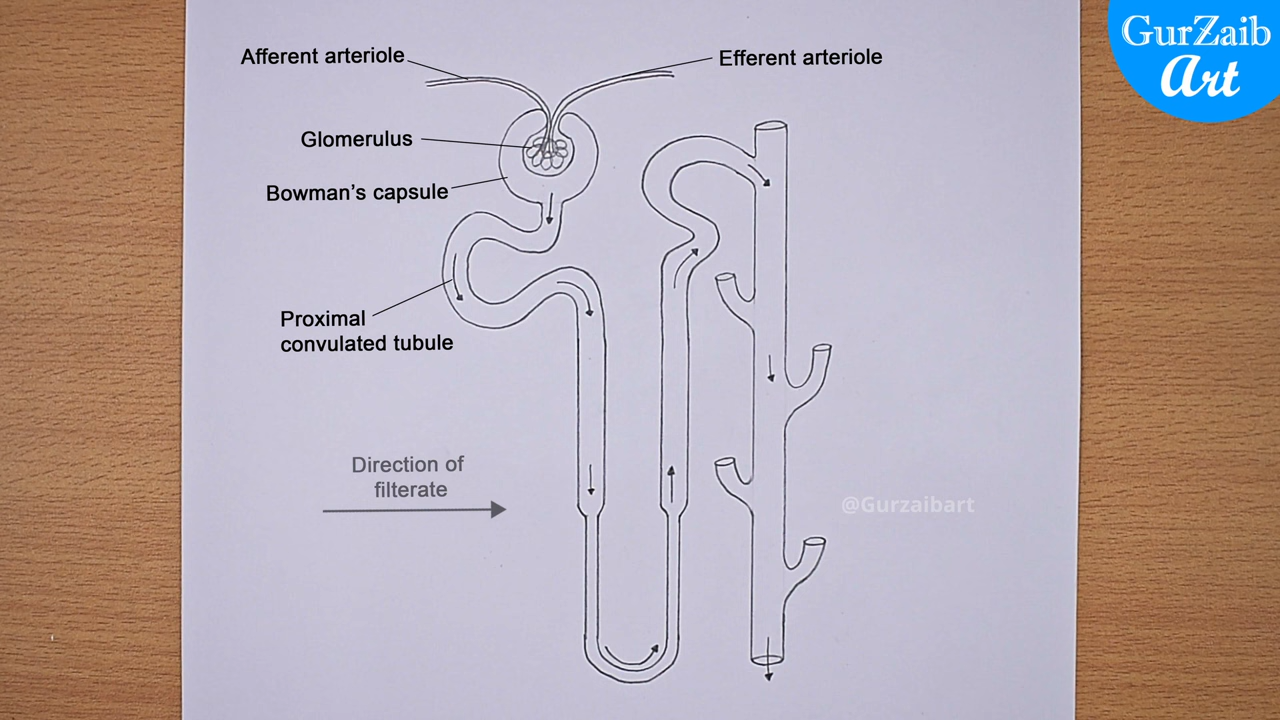 GurZaib
Art
Afferent arteriole
Efferent arteriole
Glomerulus
Bowman's capsule
Proximal
convulated tubule
Direction of
filterate
@Gurzaibart